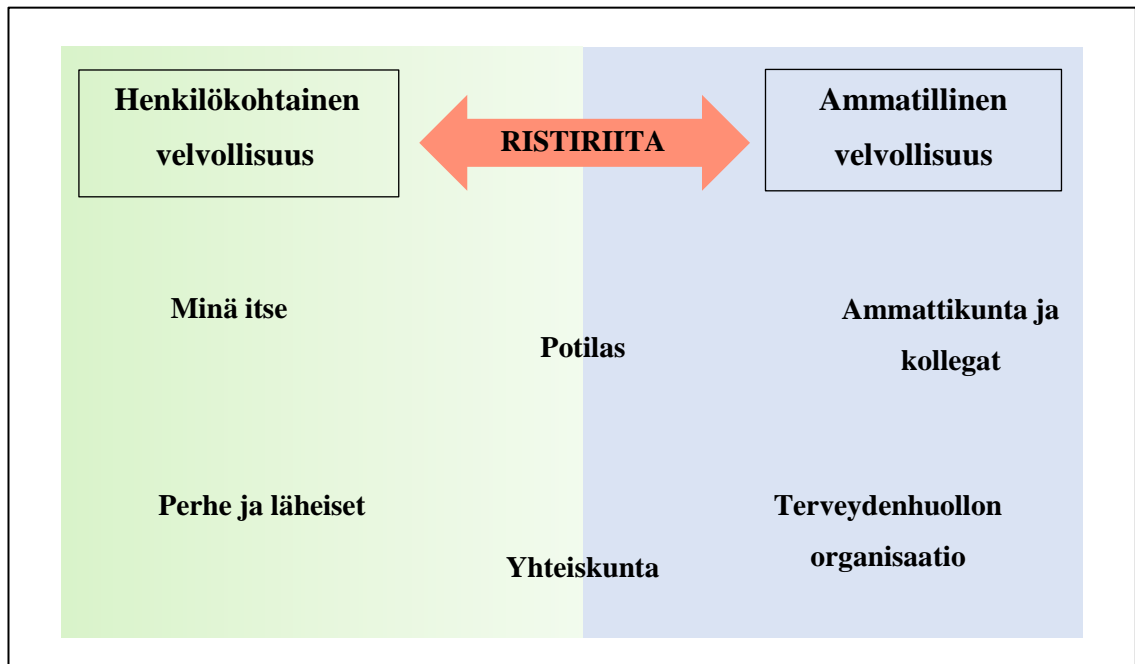 Henkilökohtainen
velvollisuus
RISTIRIITA
Ammatillinen
velvollisuus
Minä itse
Potilas
Ammattikunta ja
kollegat
Perhe ja läheiset
Yhteiskunta
Terveydenhuollon
organisaatio